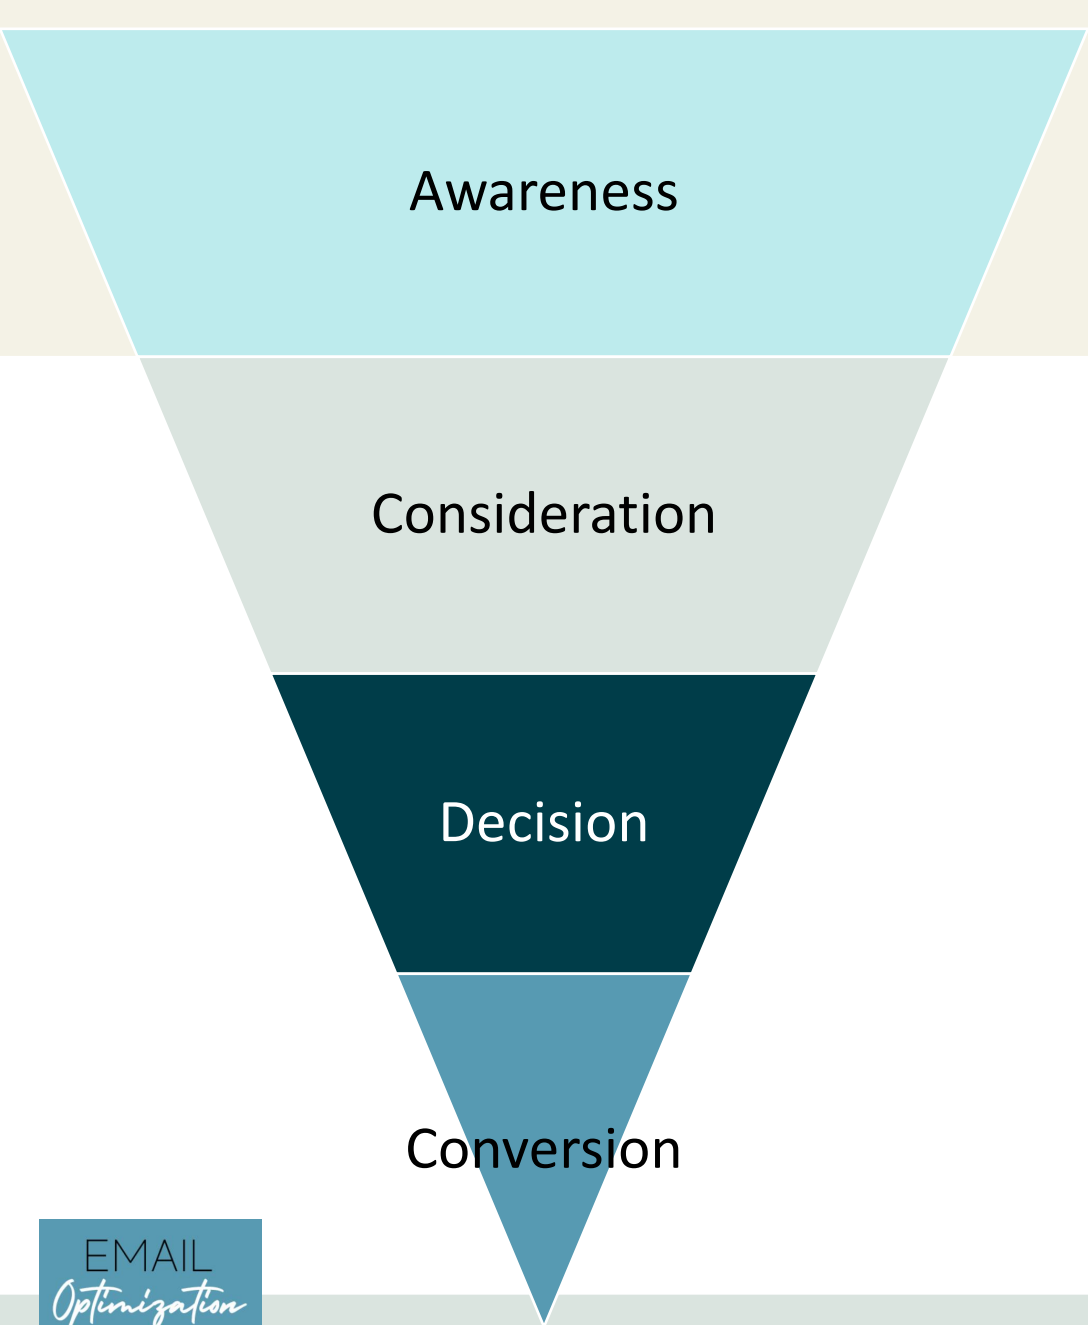 Awareness
Consideration
Decision
Conversion
EMAIL
Optimization